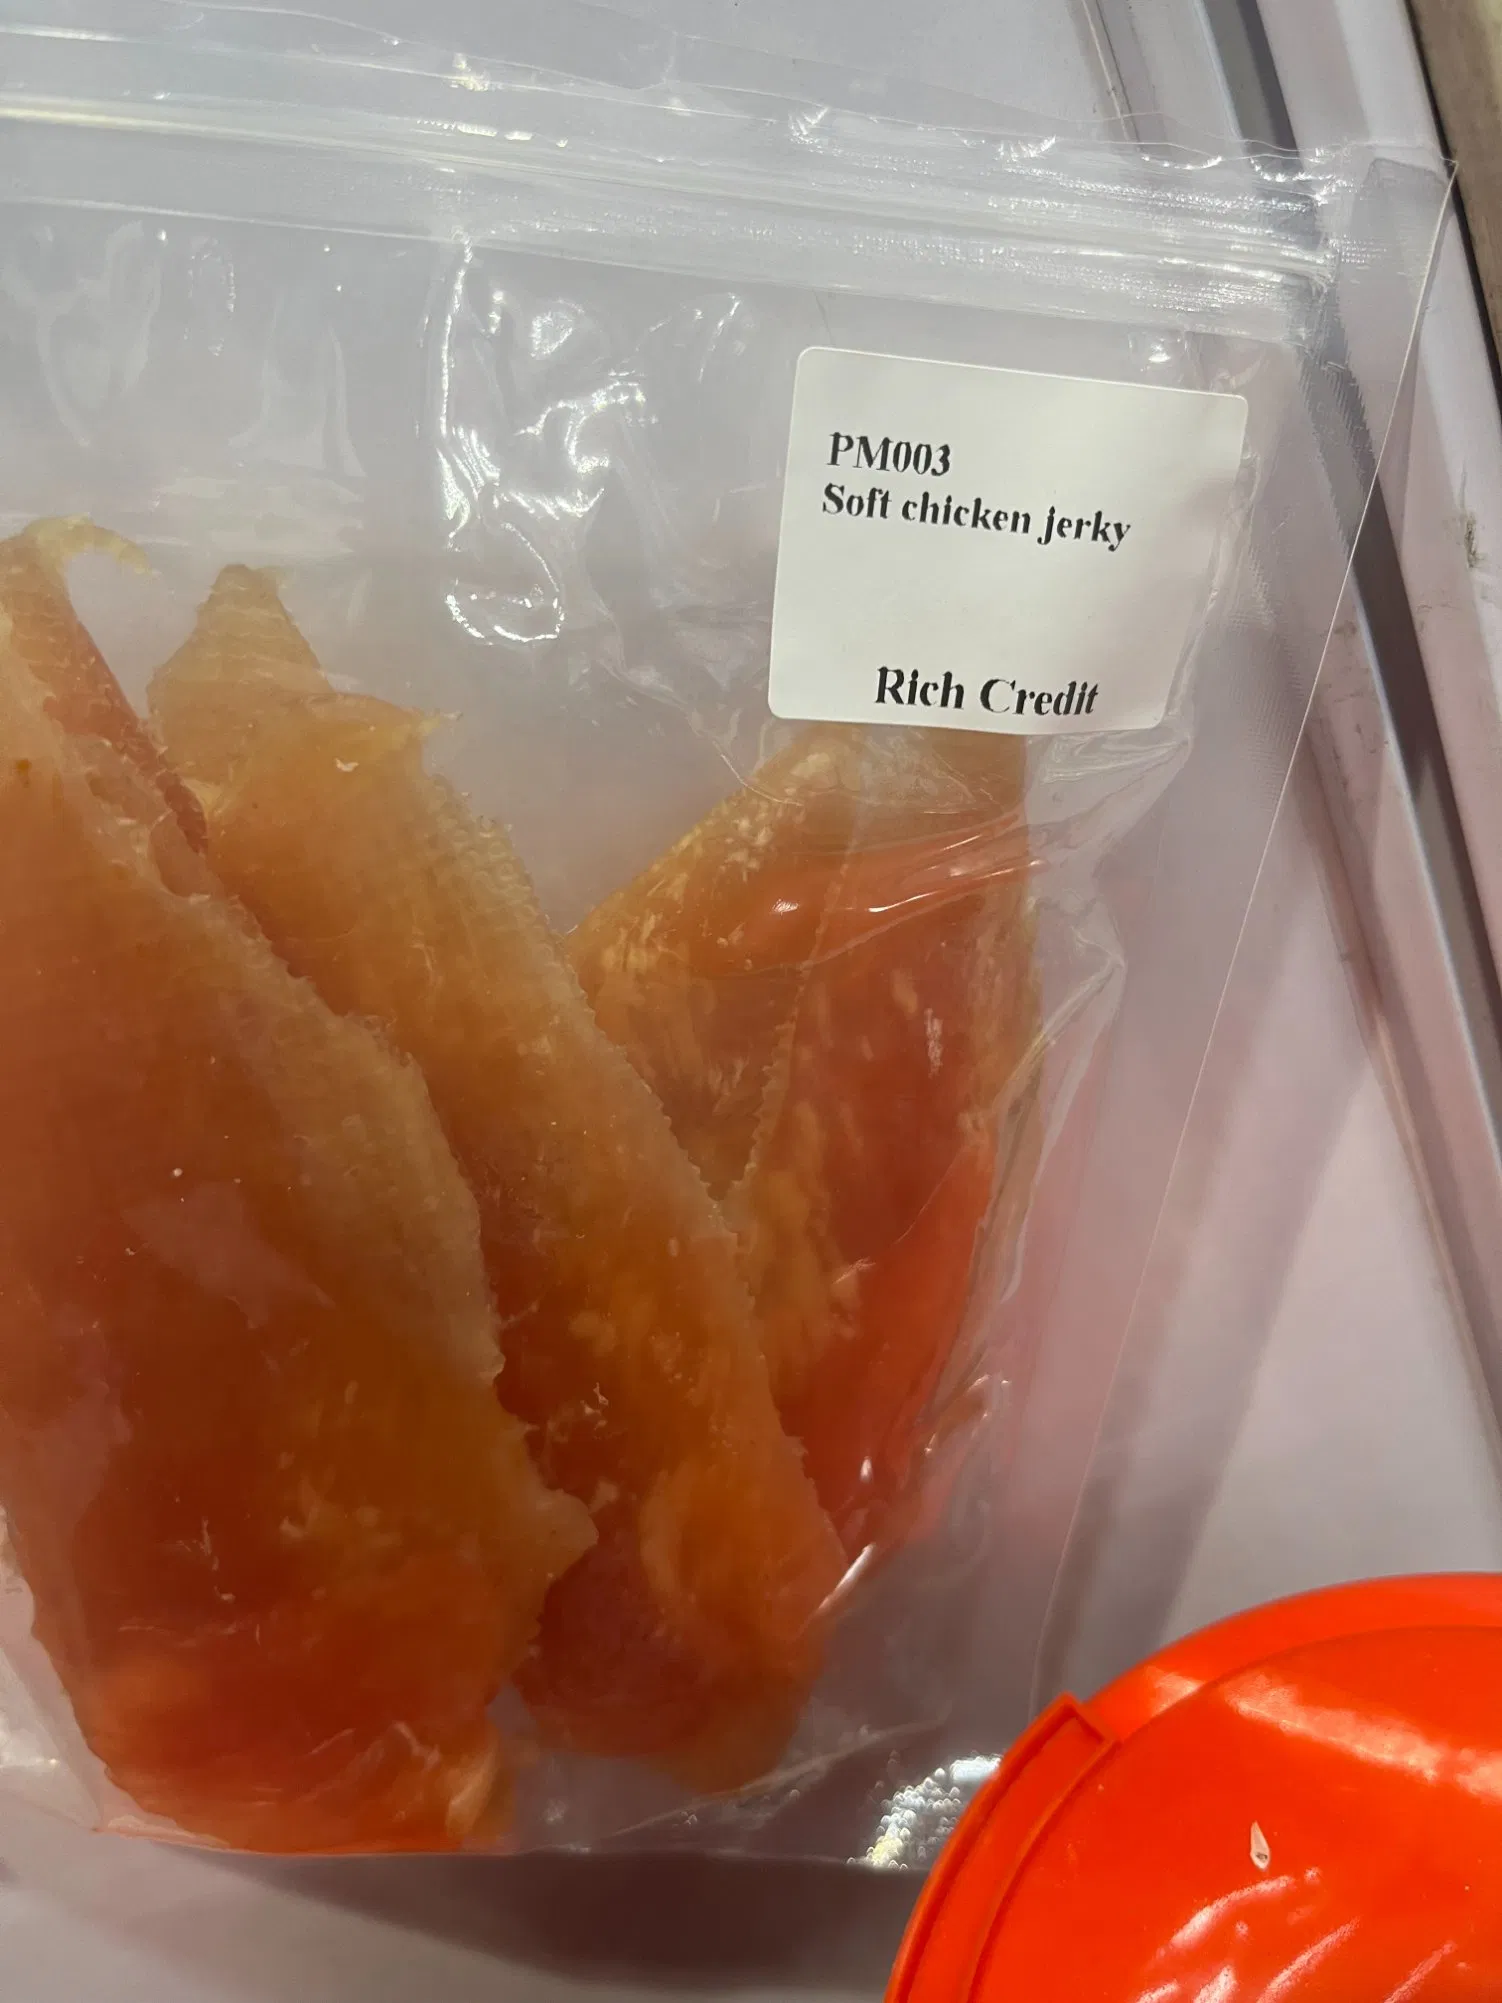 PM003
Soft chicken jerky
Rich Credit